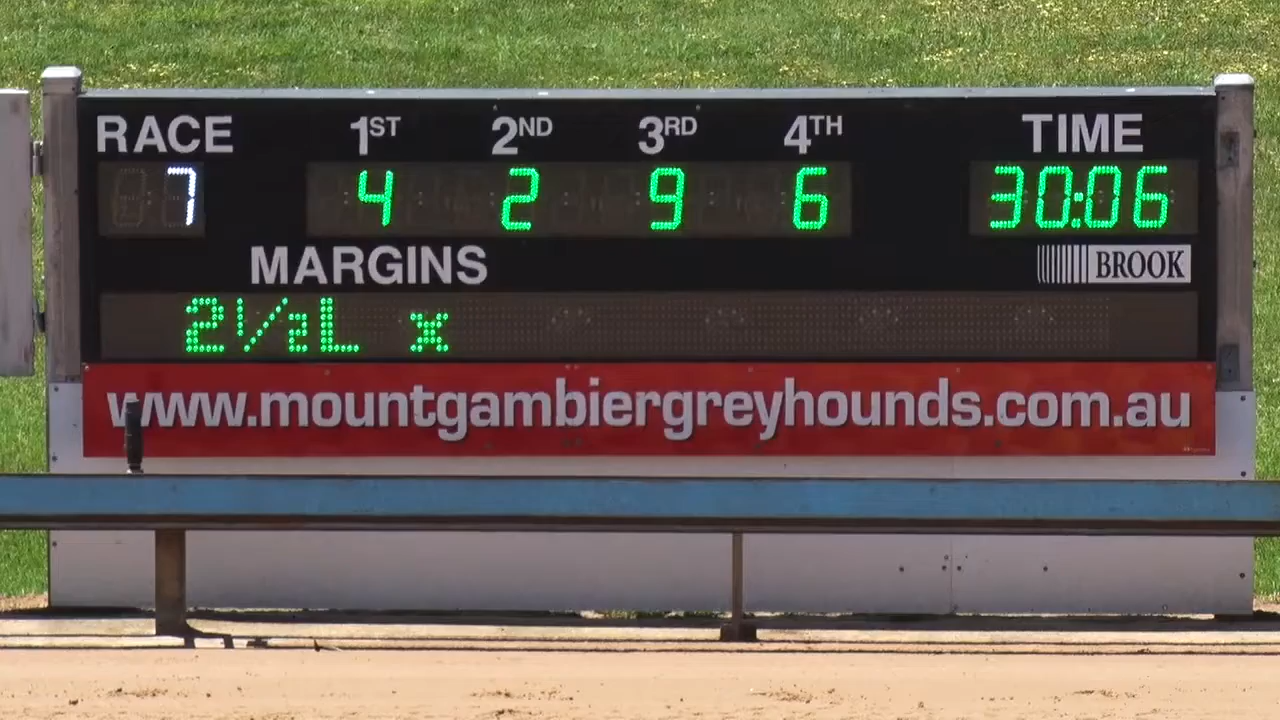 RACE 1ST 2ND 3RD 4TH TIME
7 4 2 9 6 30:06
MARGINS BROOK
2½L x
www.mountgambiergreyhounds.com.au